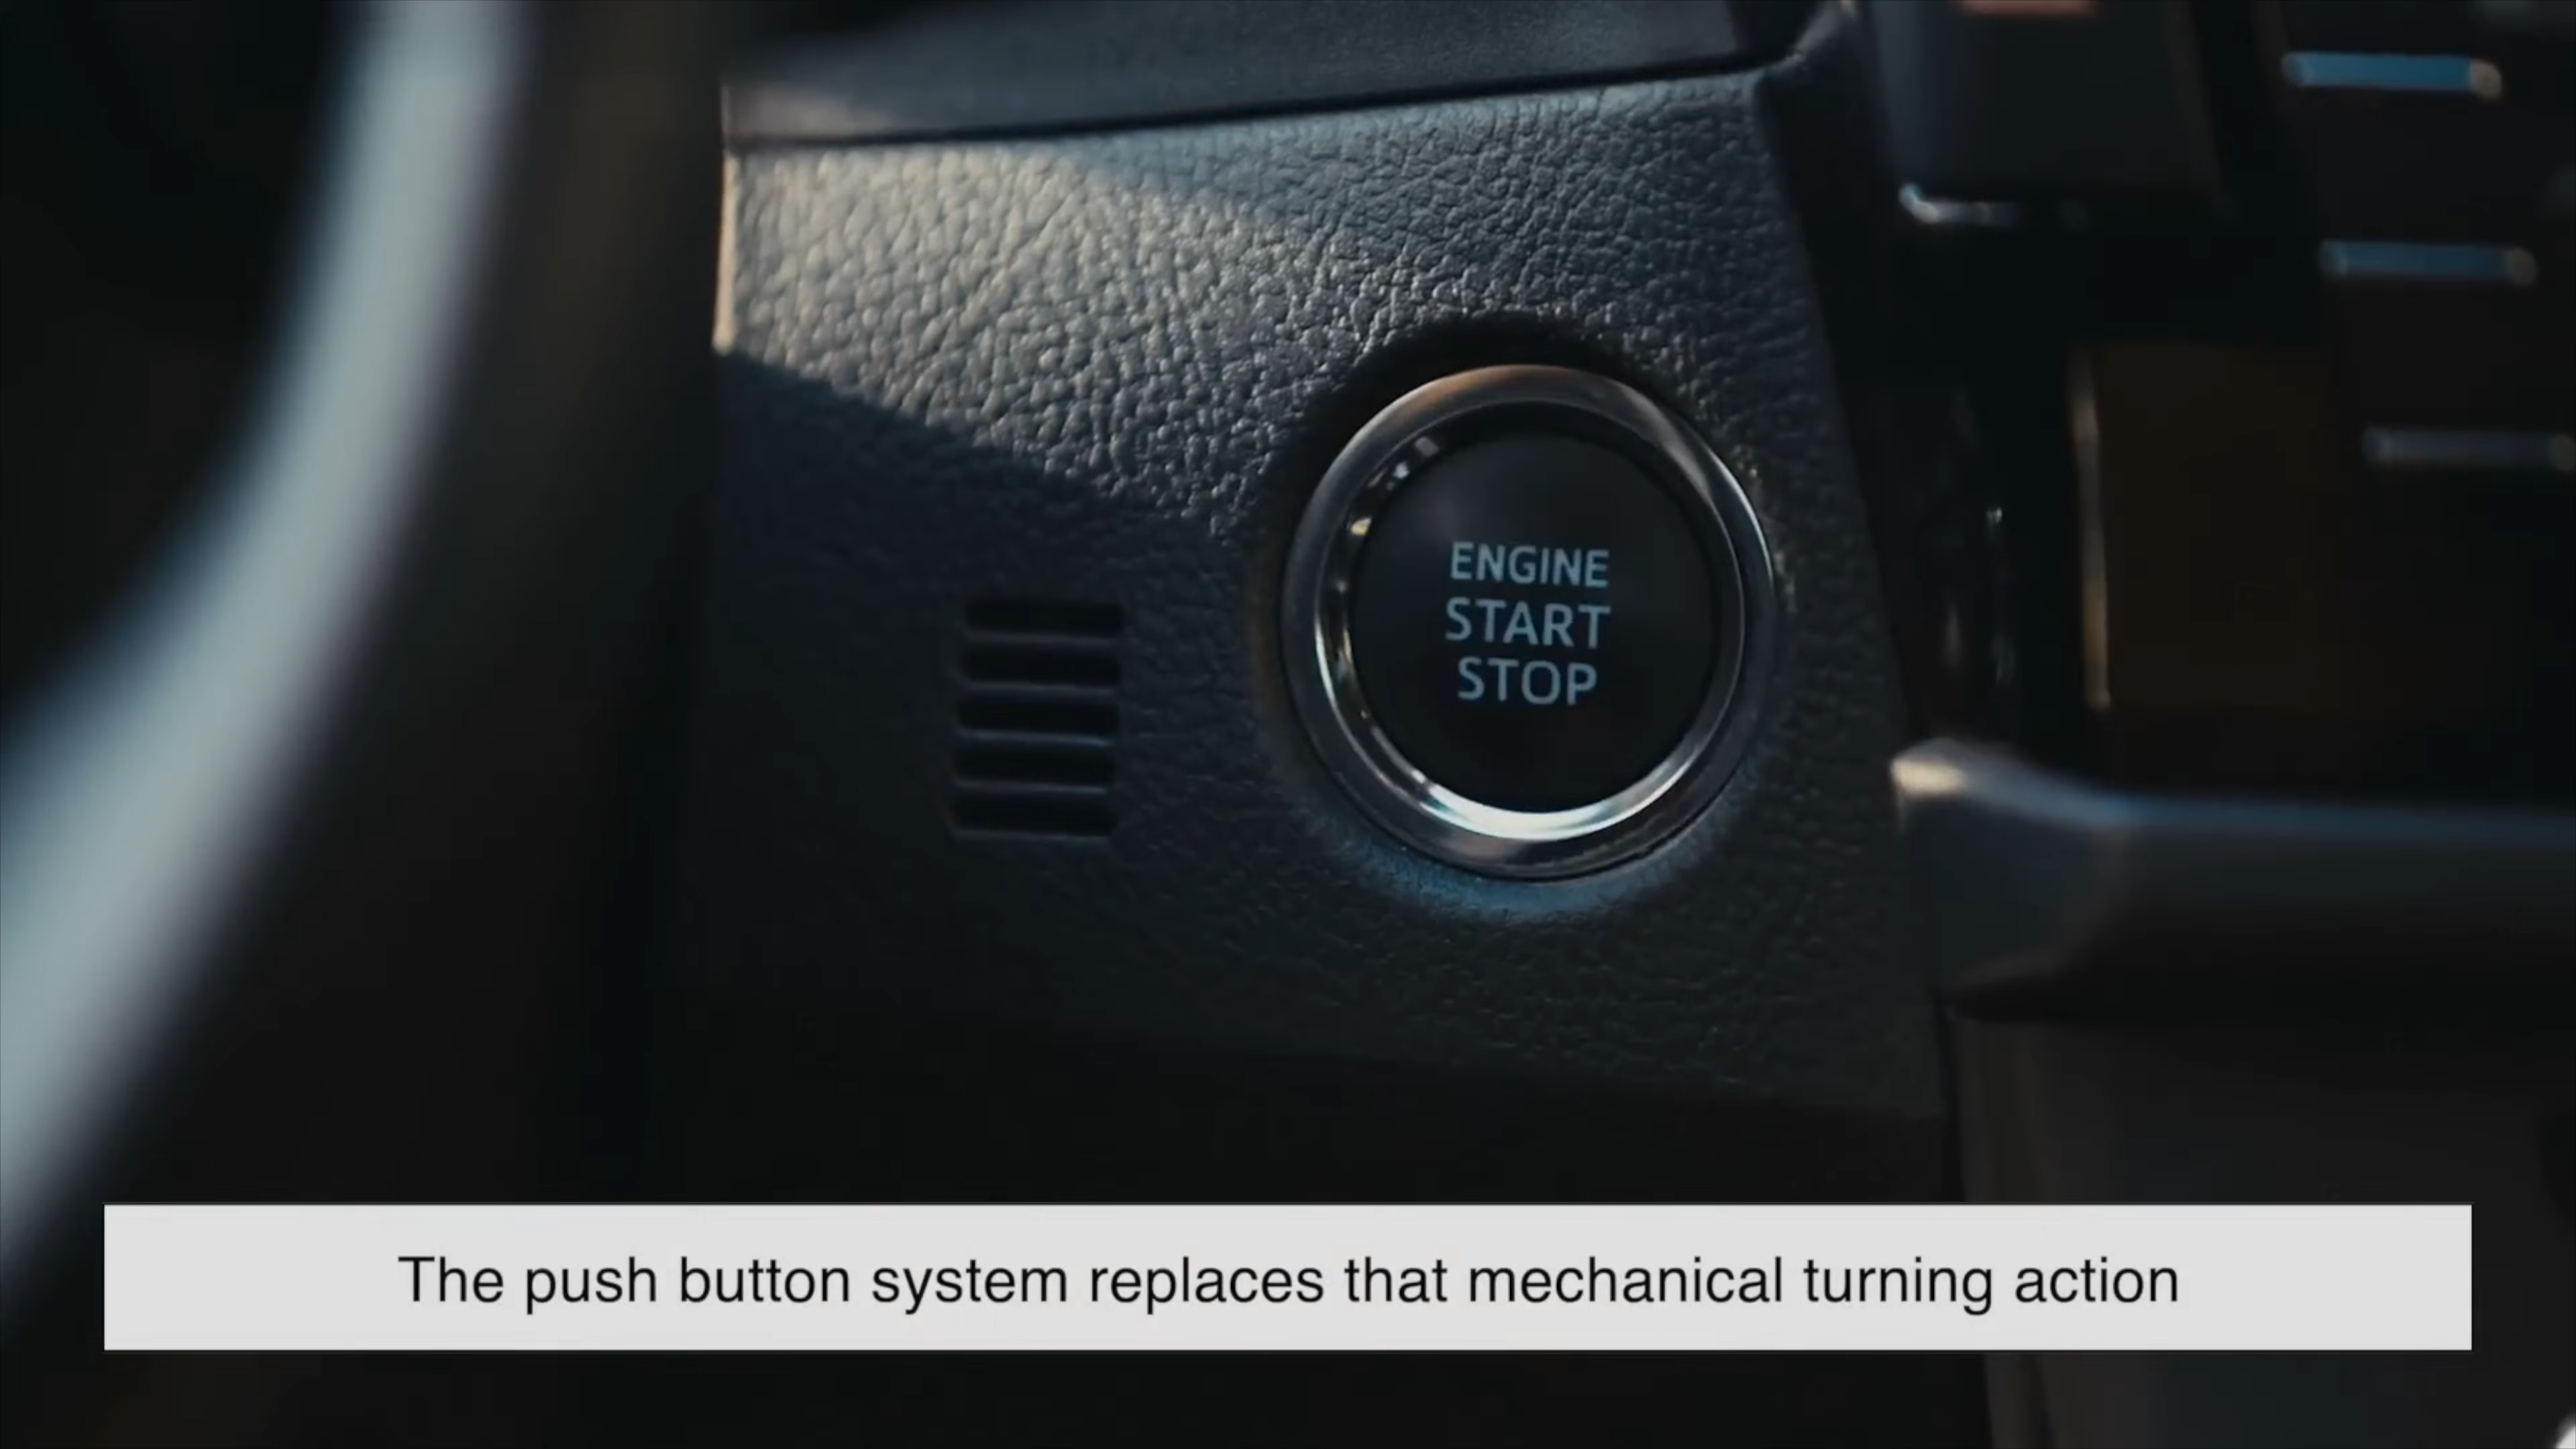 ENGINE
START
STOP
The push button system replaces that mechanical turning action